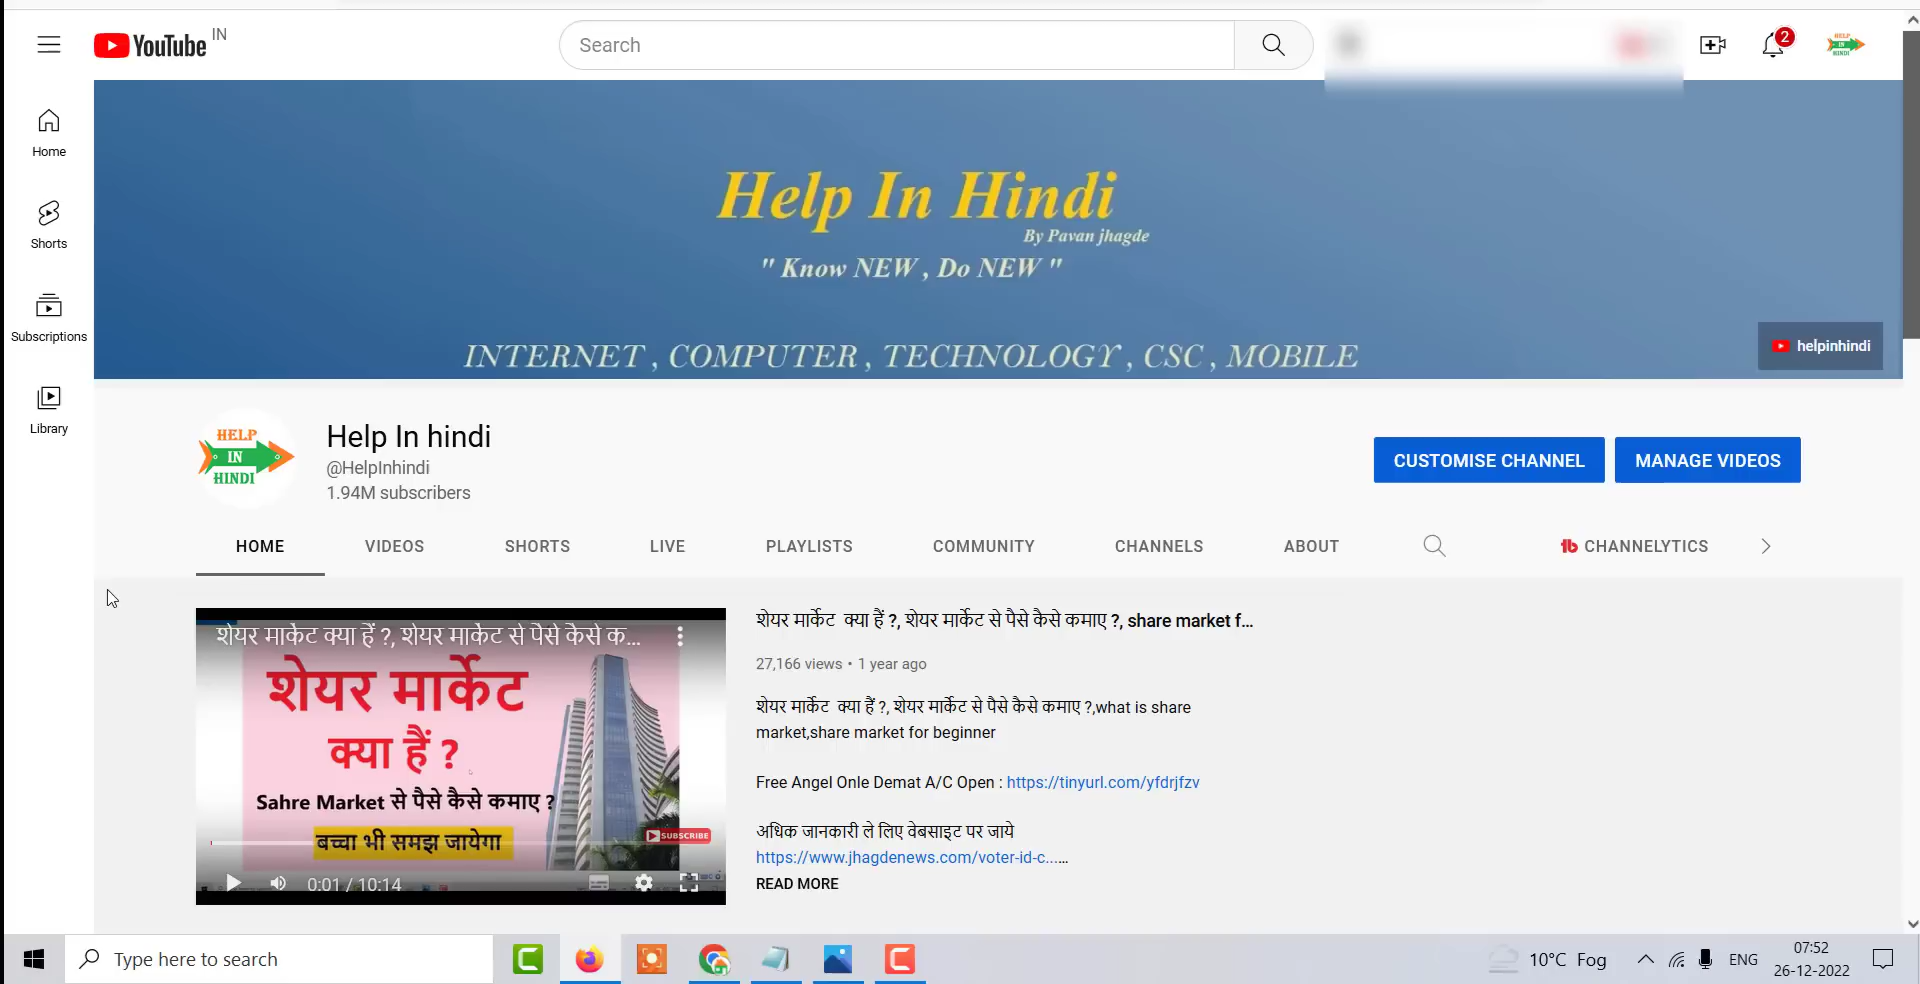 YouTube IN
Search
2
HELP IN HINDI
Home
Shorts
Subscriptions
Library
Help In Hindi
By Pavan jhagde
" Know NEW , Do NEW "
INTERNET , COMPUTER , TECHNOLOGY , CSC , MOBILE
helpinhindi
HELP
IN
HINDI
Help In hindi
@HelpInhindi
1.94M subscribers
CUSTOMISE CHANNEL
MANAGE VIDEOS
HOME VIDEOS SHORTS LIVE PLAYLISTS COMMUNITY CHANNELS ABOUT CHANNELYTICS
शेयर मार्केट क्या हैं ?, शेयर मार्केट से पैसे कैसे क...
शेयर मार्केट
क्या हैं ?
Sahre Market से पैसे कैसे कमाए ?
बच्चा भी समझ जायेगा
SUBSCRIBE
0:01 / 10:14
शेयर मार्केट क्या हैं ?, शेयर मार्केट से पैसे कैसे कमाए ?, share market f...
27,166 views • 1 year ago
शेयर मार्केट क्या हैं ?, शेयर मार्केट से पैसे कैसे कमाए ?,what is share
market,share market for beginner
Free Angel Onle Demat A/C Open : https://tinyurl.com/yfdrjfzv
अधिक जानकारी ले लिए वेबसाइट पर जाये
https://www.jhagdenews.com/voter-id-c......
READ MORE
Type here to search
10°C Fog
ENG
07:52
26-12-2022